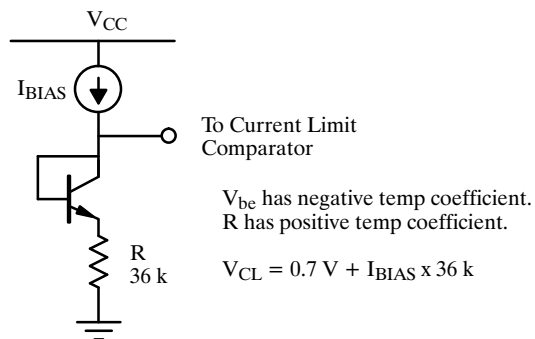 V_CC
I_BIAS
To Current Limit
Comparator
V_be has negative temp coefficient.
R has positive temp coefficient.
R
36 k
V_CL = 0.7 V + I_BIAS x 36 k